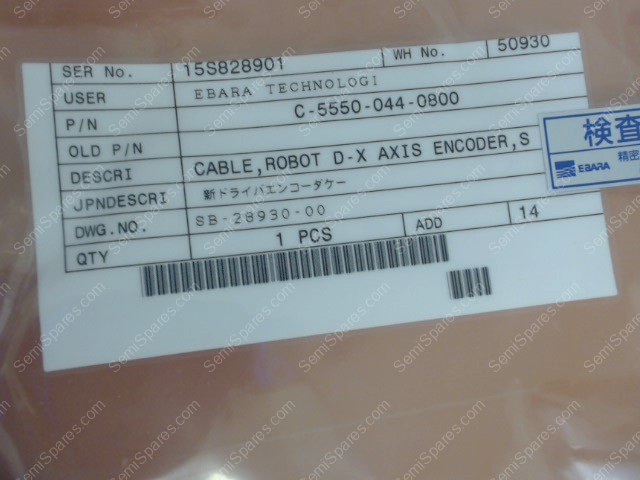 SER No. 15S828901 WH No. 50930
USER EBARA TECHNOLOGI
P/N C-5550-044-0800
OLD P/N
DESCRI CABLE,ROBOT D-X AXIS ENCODER,S
JPNDESCRI 新ドライバエンコーダケー
DWG.NO. SB-28930-00
QTY 1 PCS ADD 14
検査
精密
EBARA
SemiSpares.com